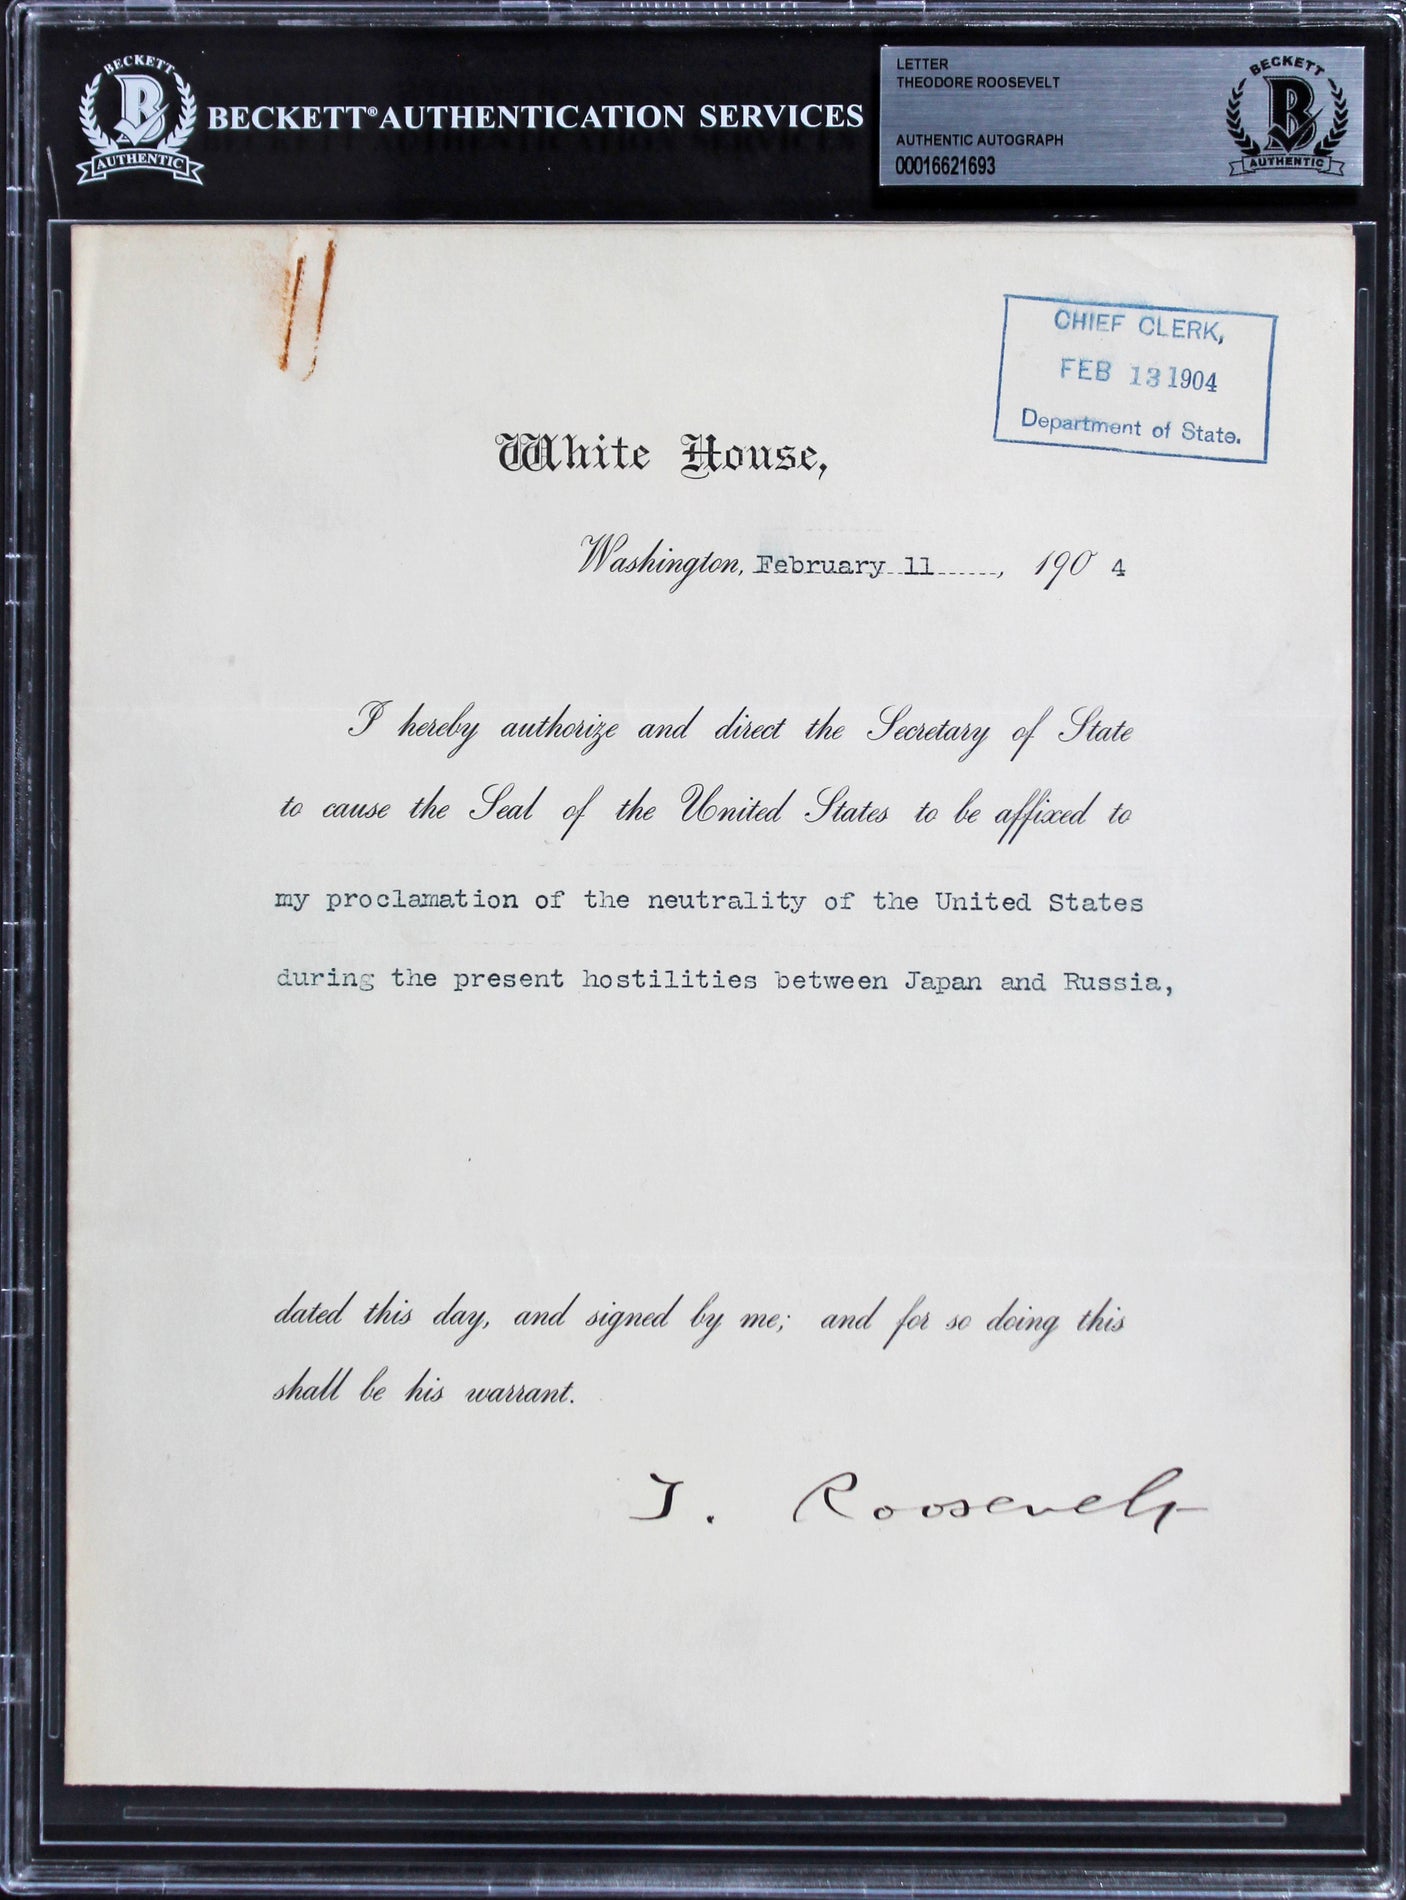 BECKETT
B
AUTHENTIC
BECKETT® AUTHENTICATION SERVICES
LETTER
THEODORE ROOSEVELT
AUTHENTIC AUTOGRAPH
00016621693
BECKETT
B
AUTHENTIC
CHIEF CLERK,
FEB 13 1904
Department of State.
White House,
Washington, February 11, 1904
I hereby authorize and direct the Secretary of State
to cause the Seal of the United States to be affixed to
my proclamation of the neutrality of the United States
during the present hostilities between Japan and Russia,
dated this day, and signed by me; and for so doing this
shall be his warrant.
T. Roosevelt